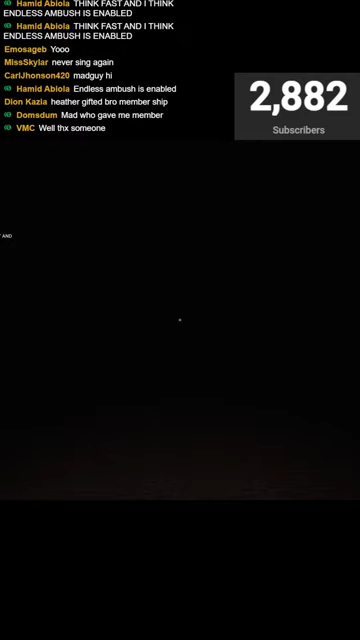 Hamid Abiola THINK FAST AND I THINK
ENDLESS AMBUSH IS ENABLED
Hamid Abiola THINK FAST AND I THINK
ENDLESS AMBUSH IS ENABLED
Emosageb Yooo
MissSkylar never sing again
CarlJhonson420 madguy hi
Hamid Abiola Endless ambush is enabled
Dion Kazia heather gifted bro member ship
Domsdum Mad who gave me member
VMC Well thx someone
2,882
Subscribers
AND